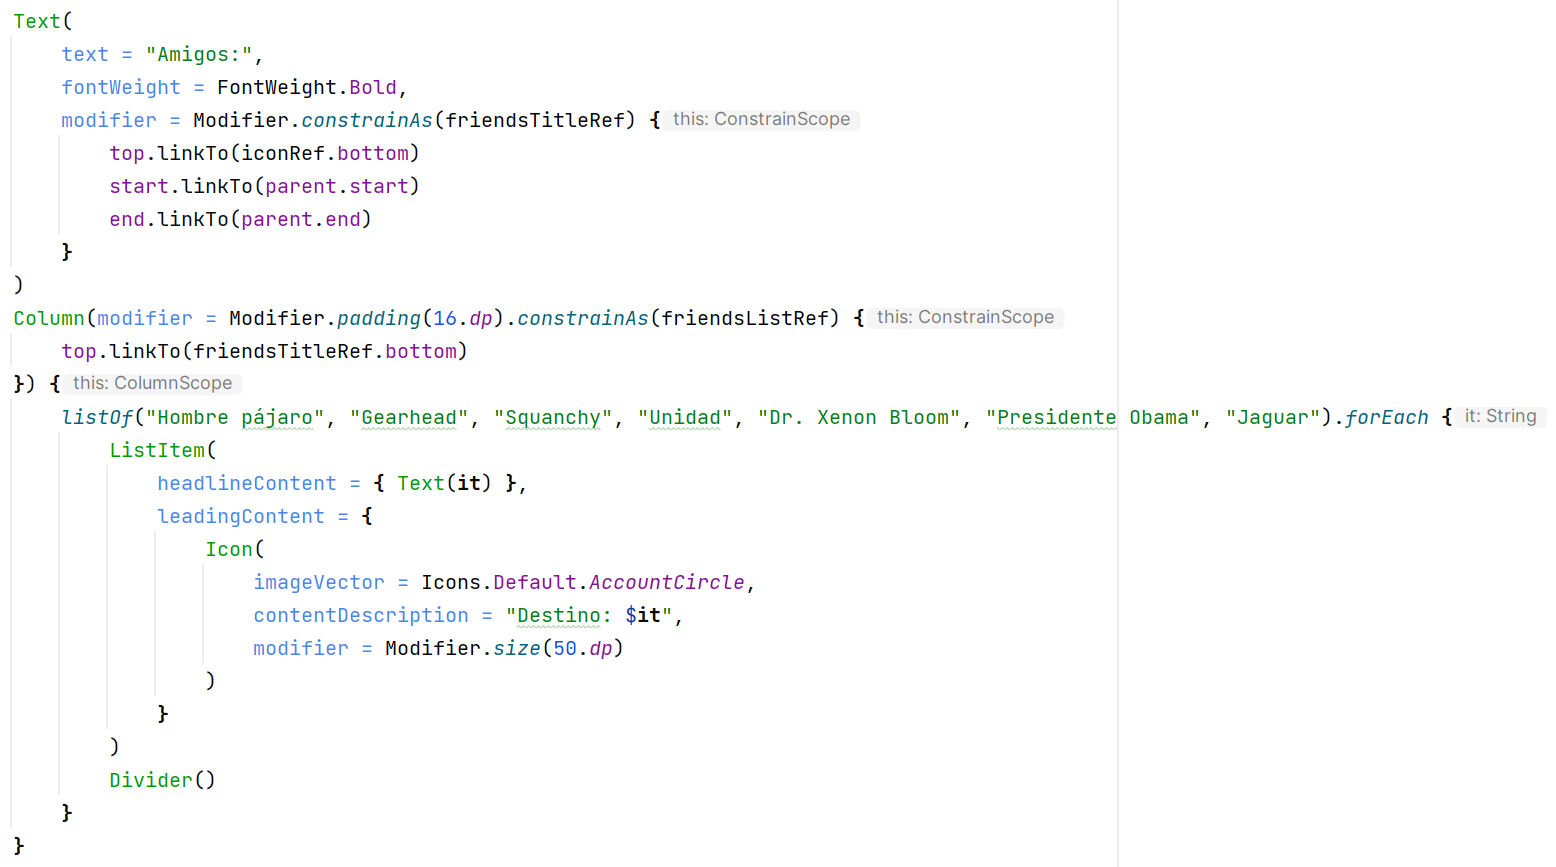 Text(
    text = "Amigos:",
    fontWeight = FontWeight.Bold,
    modifier = Modifier.constrainAs(friendsTitleRef) { this: ConstrainScope
        top.linkTo(iconRef.bottom)
        start.linkTo(parent.start)
        end.linkTo(parent.end)
    }
)
Column(modifier = Modifier.padding(16.dp).constrainAs(friendsListRef) { this: ConstrainScope
    top.linkTo(friendsTitleRef.bottom)
}) { this: ColumnScope
    listOf("Hombre pájaro", "Gearhead", "Squanchy", "Unidad", "Dr. Xenon Bloom", "Presidente Obama", "Jaguar").forEach { it: String
        ListItem(
            headlineContent = { Text(it) },
            leadingContent = {
                Icon(
                    imageVector = Icons.Default.AccountCircle,
                    contentDescription = "Destino: $it",
                    modifier = Modifier.size(50.dp)
                )
            }
        )
        Divider()
    }
}